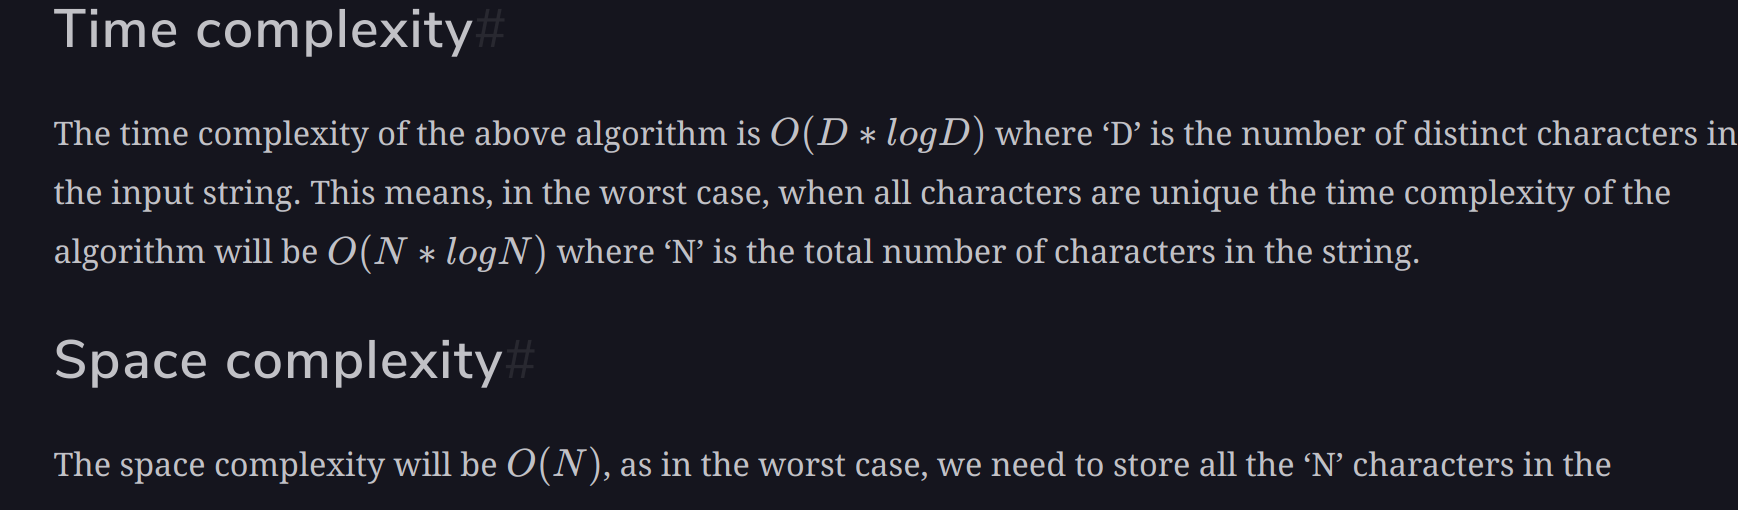 Time complexity#
The time complexity of the above algorithm is O(D ∗ logD) where ‘D’ is the number of distinct characters in
the input string. This means, in the worst case, when all characters are unique the time complexity of the
algorithm will be O(N ∗ logN) where ‘N’ is the total number of characters in the string.
Space complexity#
The space complexity will be O(N), as in the worst case, we need to store all the ‘N’ characters in the